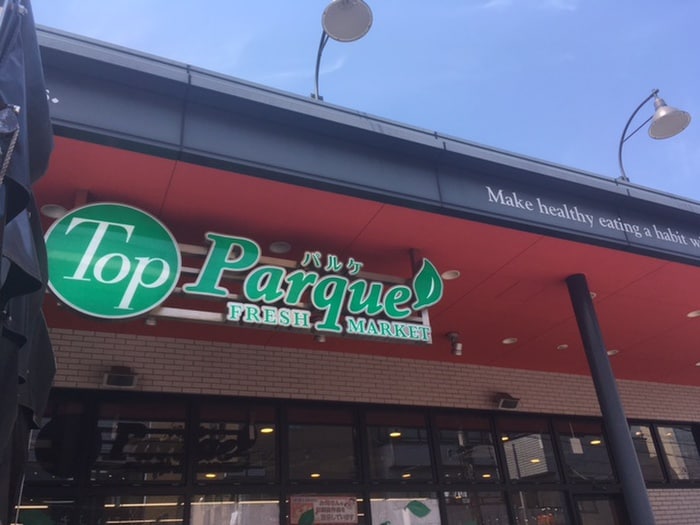 s.
Make healthy eating a habit w
Top
パルケ
Parque
FRESH MARKET